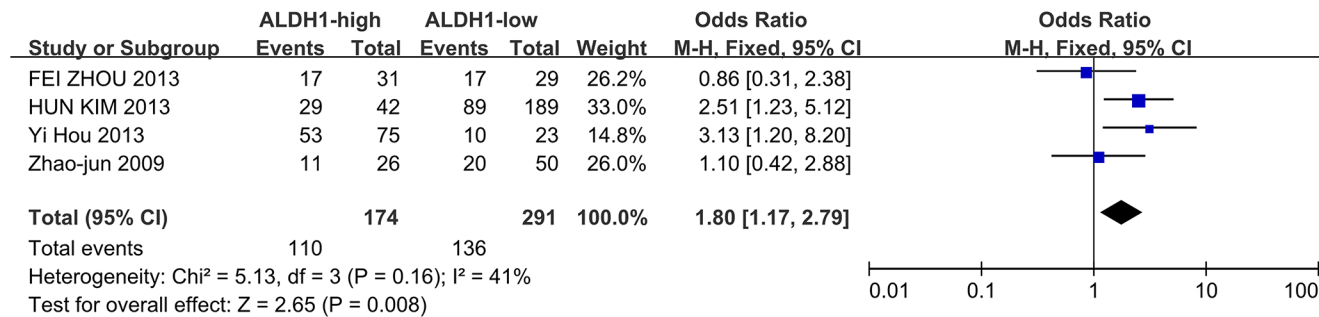 ALDH1-high ALDH1-low Odds Ratio Odds Ratio
Study or Subgroup Events Total Events Total Weight M-H, Fixed, 95% CI M-H, Fixed, 95% CI
FEI ZHOU 2013 17 31 17 29 26.2% 0.86 [0.31, 2.38]
HUN KIM 2013 29 42 89 189 33.0% 2.51 [1.23, 5.12]
Yi Hou 2013 53 75 10 23 14.8% 3.13 [1.20, 8.20]
Zhao-jun 2009 11 26 20 50 26.0% 1.10 [0.42, 2.88]
Total (95% CI) 174 291 100.0% 1.80 [1.17, 2.79]
Total events 110 136
Heterogeneity: Chi² = 5.13, df = 3 (P = 0.16); I² = 41%
Test for overall effect: Z = 2.65 (P = 0.008)
0.01 0.1 1 10 100